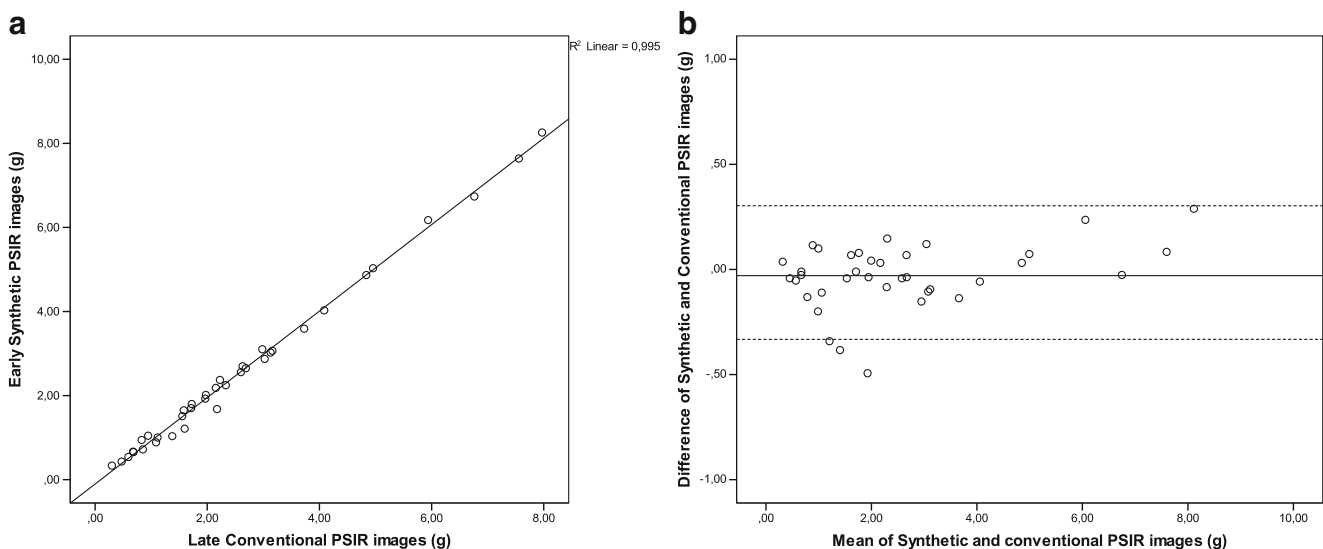 a
R² Linear = 0,995
10,00
8,00
6,00
4,00
2,00
,00
Early Synthetic PSIR images (g)
,00 2,00 4,00 6,00 8,00
Late Conventional PSIR images (g)
b
1,00
,50
,00
-,50
-1,00
Difference of Synthetic and Conventional PSIR images (g)
,00 2,00 4,00 6,00 8,00 10,00
Mean of Synthetic and conventional PSIR images (g)